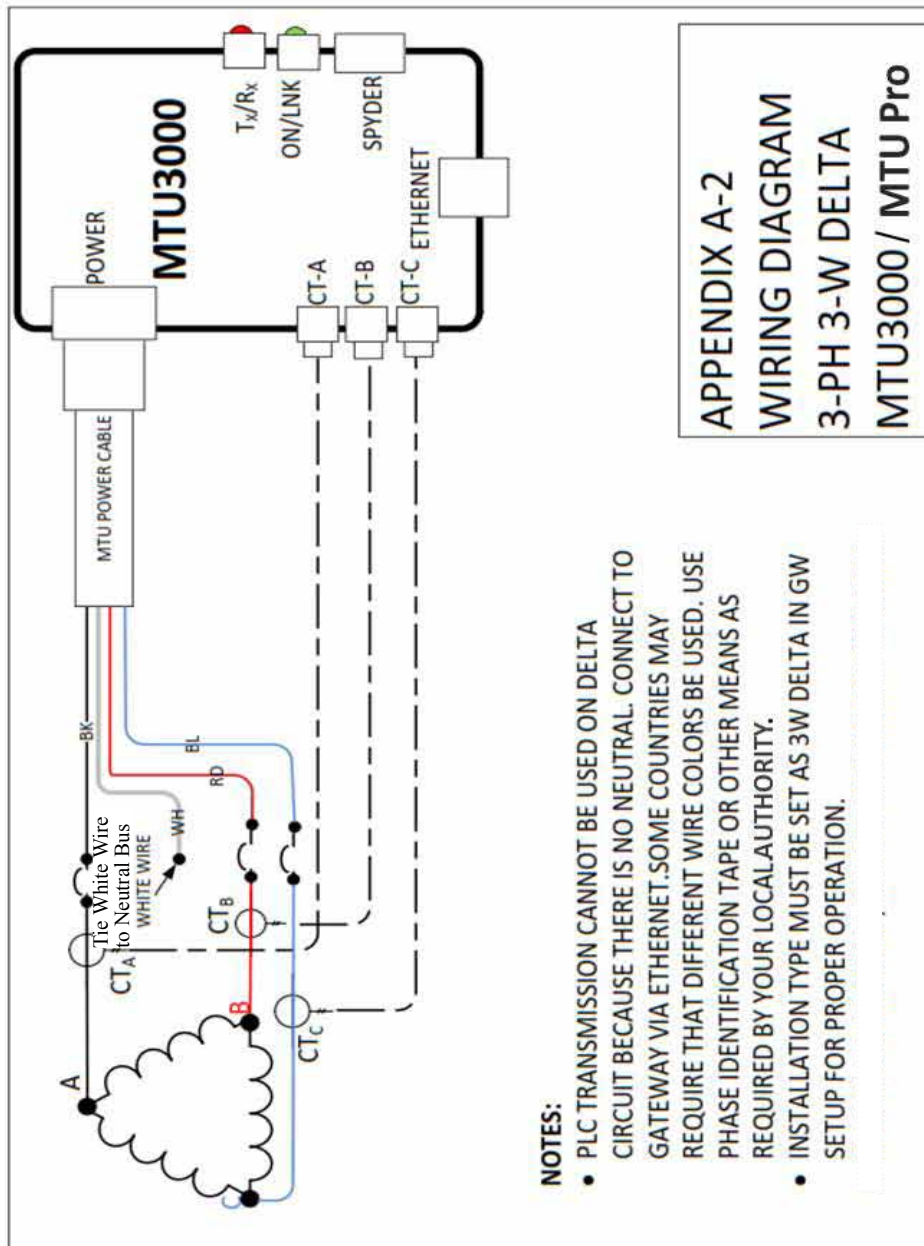 POWER
MTU POWER CABLE
MTU3000
Tx/Rx
ON/LNK
SPYDER
ETHERNET
CT-A
CT-B
CT-C
BK
BL
RD
WH
Tie White Wire
to Neutral Bus
WHITE WIRE
CTA
CTB
CTC
A
B
C
NOTES:
• PLC TRANSMISSION CANNOT BE USED ON DELTA
CIRCUIT BECAUSE THERE IS NO NEUTRAL. CONNECT TO
GATEWAY VIA ETHERNET.SOME COUNTRIES MAY
REQUIRE THAT DIFFERENT WIRE COLORS BE USED. USE
PHASE IDENTIFICATION TAPE OR OTHER MEANS AS
REQUIRED BY YOUR LOCALAUTHORITY.
• INSTALLATION TYPE MUST BE SET AS 3W DELTA IN GW
SETUP FOR PROPER OPERATION.
APPENDIX A-2
WIRING DIAGRAM
3-PH 3-W DELTA
MTU3000/ MTU Pro